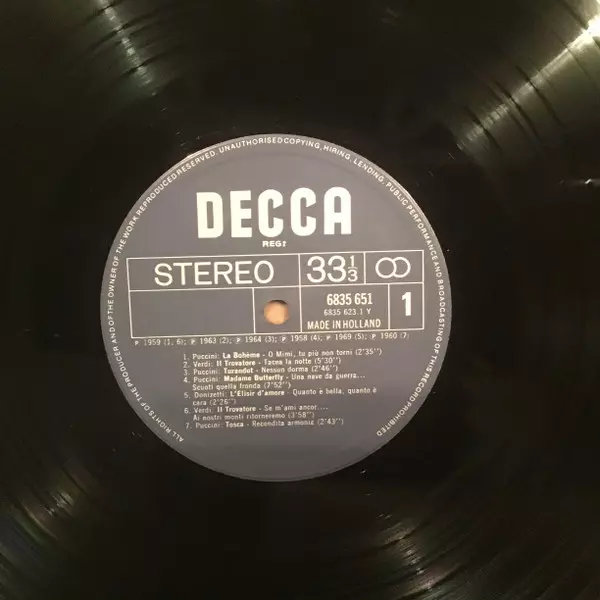 ALL RIGHTS OF THE PRODUCER AND OF THE OWNER OF THE WORK REPRODUCED RESERVED. UNAUTHORISED COPYING, HIRING, LENDING, PUBLIC PERFORMANCE AND BROADCASTING OF THIS RECORD PROHIBITED
DECCA
REGT
STEREO
33 1/3
6835 651
6835 623.1 Y
MADE IN HOLLAND
1
℗ 1959 (1, 6); ℗ 1963 (2); ℗ 1964 (3); ℗ 1958 (4); ℗ 1969 (5); ℗ 1960 (7)
1. Puccini: La Bohème - O Mimi, tu più non torni (2'35")
2. Verdi: Il Trovatore - Tacea la notte (5'30")
3. Puccini: Turandot - Nessun dorma (2'46")
4. Puccini: Madame Butterfly - Una nave da guerra...
Scuoti quella fronda (7'52")
5. Donizetti: L'Elisir d'amore - Quanto è bella, quanto è
cara (2'26")
6. Verdi: Il Trovatore - Se m'ami ancor....
Ai nostri monti ritorneremo (3'58")
7. Puccini: Tosca - Recondita armonia (2'43")